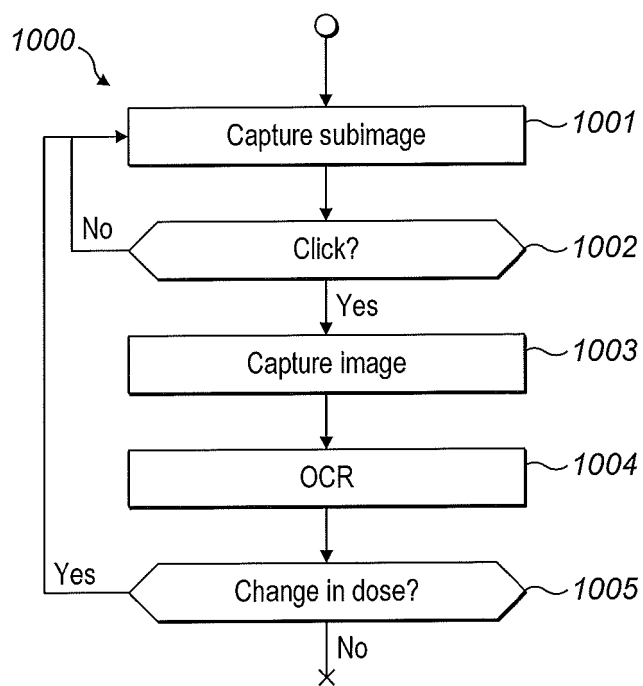 1000
Capture subimage 1001
No
Click? 1002
Yes
Capture image 1003
OCR 1004
Yes
Change in dose? 1005
No